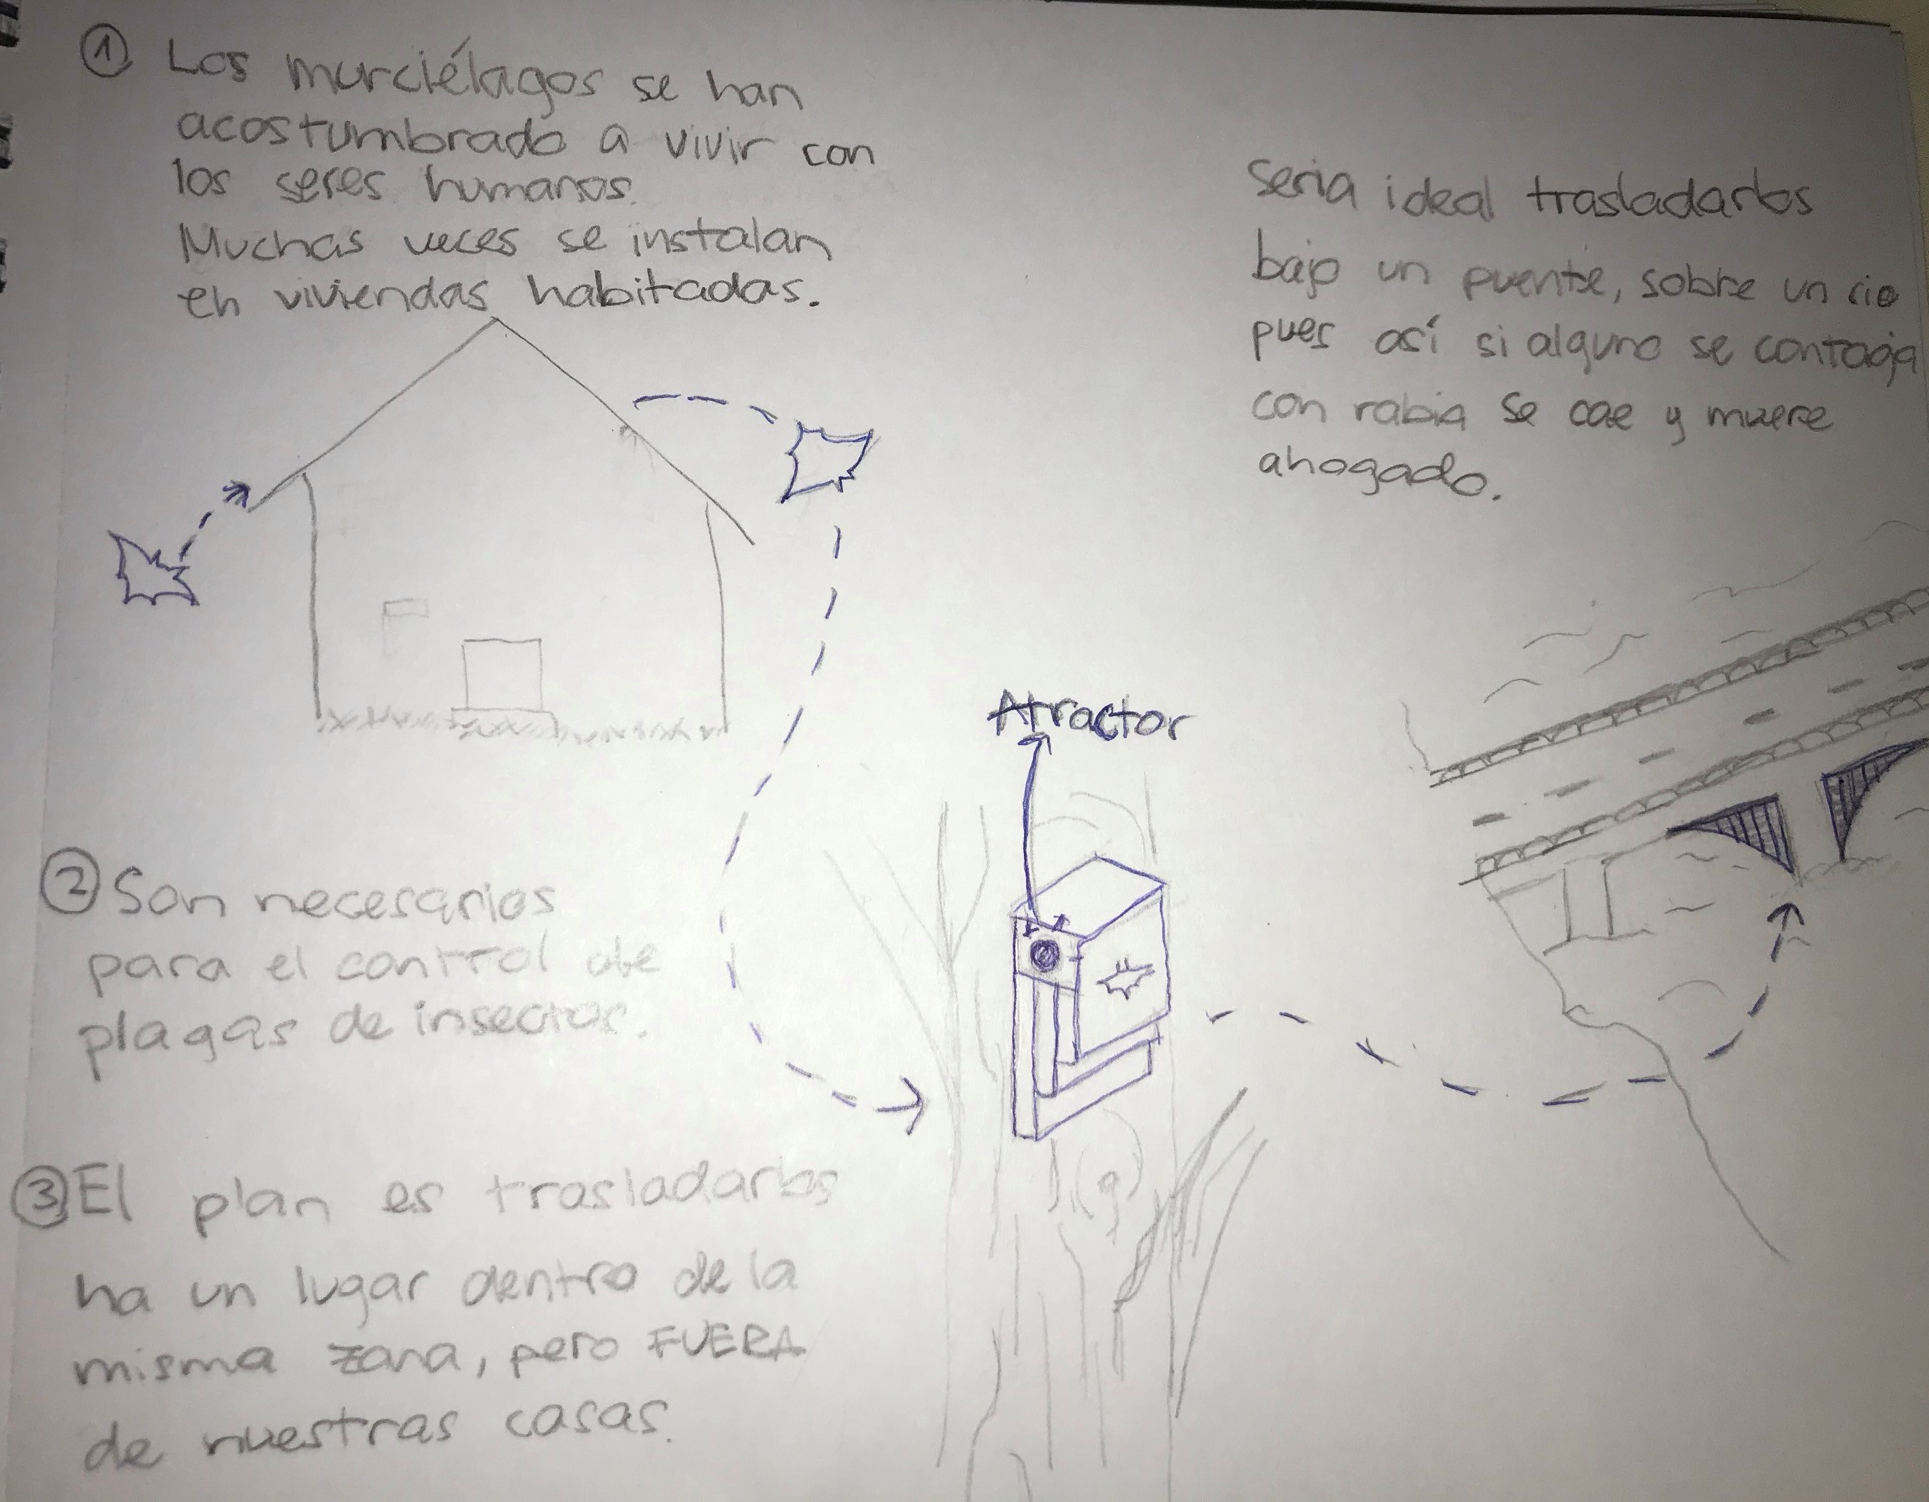 ① Los murciélagos se han
acostumbrado a vivir con
los seres humanos.
Muchas veces se instalan
en viviendas habitadas.
seria ideal trasladarlos
bajo un puente, sobre un rio
pues así si alguno se contagia
con rabia se cae y muere
ahogado.
Atractor
② Son necesarios
para el control de
plagas de insectos.
③ El plan es trasladarlos
ha un lugar dentro de la
misma zona, pero FUERA
de nuestras casas.